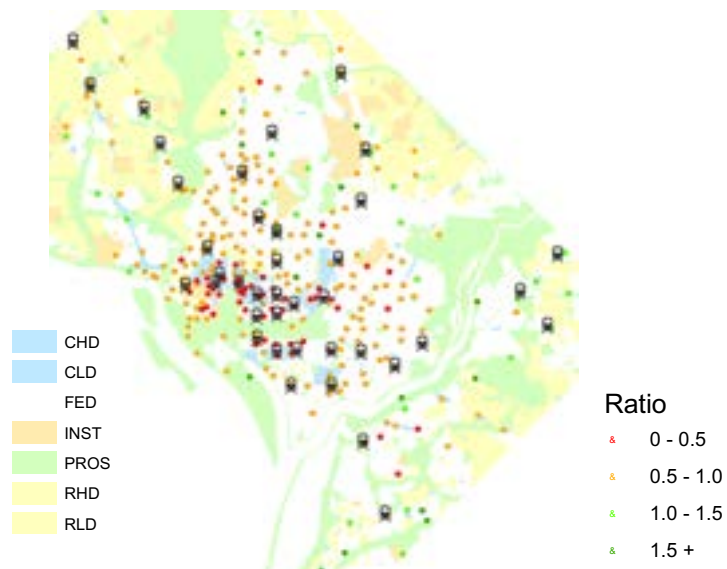 CHD
CLD
FED
INST
PROS
RHD
RLD
Ratio
& 0 - 0.5
& 0.5 - 1.0
& 1.0 - 1.5
& 1.5 +